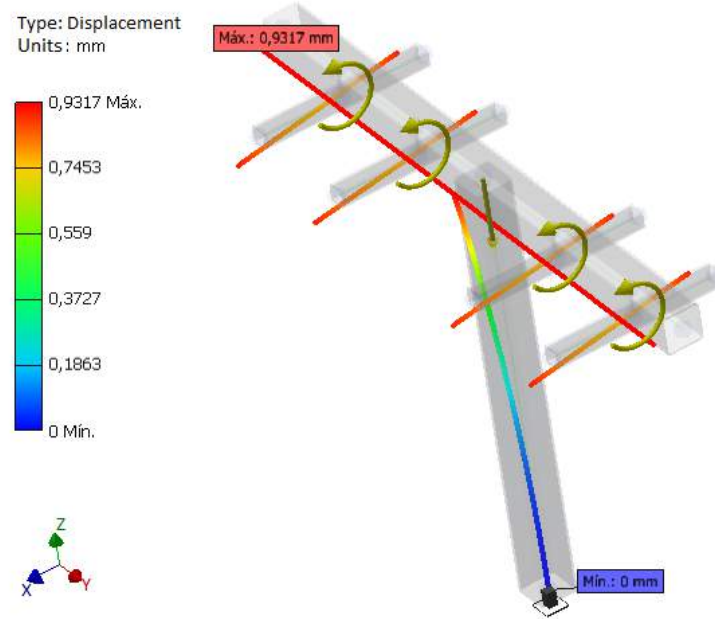 Type: Displacement
Units: mm
Máx.: 0,9317 mm
0,9317 Máx.
0,7453
0,559
0,3727
0,1863
0 Mín.
Z
X
Y
Mín.: 0 mm